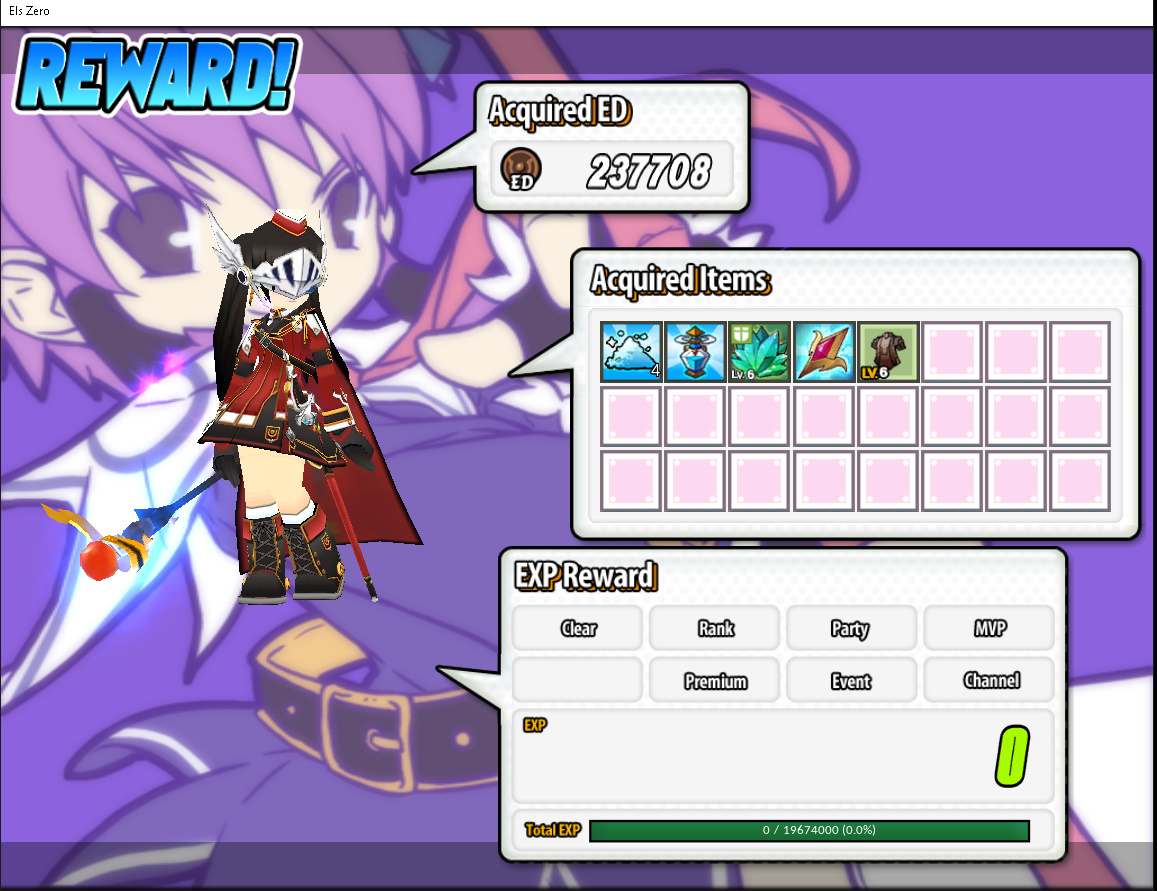 Els Zero
REWARD!
Acquired ED
ED
237708
Acquired Items
4
Lv.6
LV.6
EXP Reward
Clear
Rank
Party
MVP
Premium
Event
Channel
EXP
0
Total EXP
0 / 19674000 (0.0%)